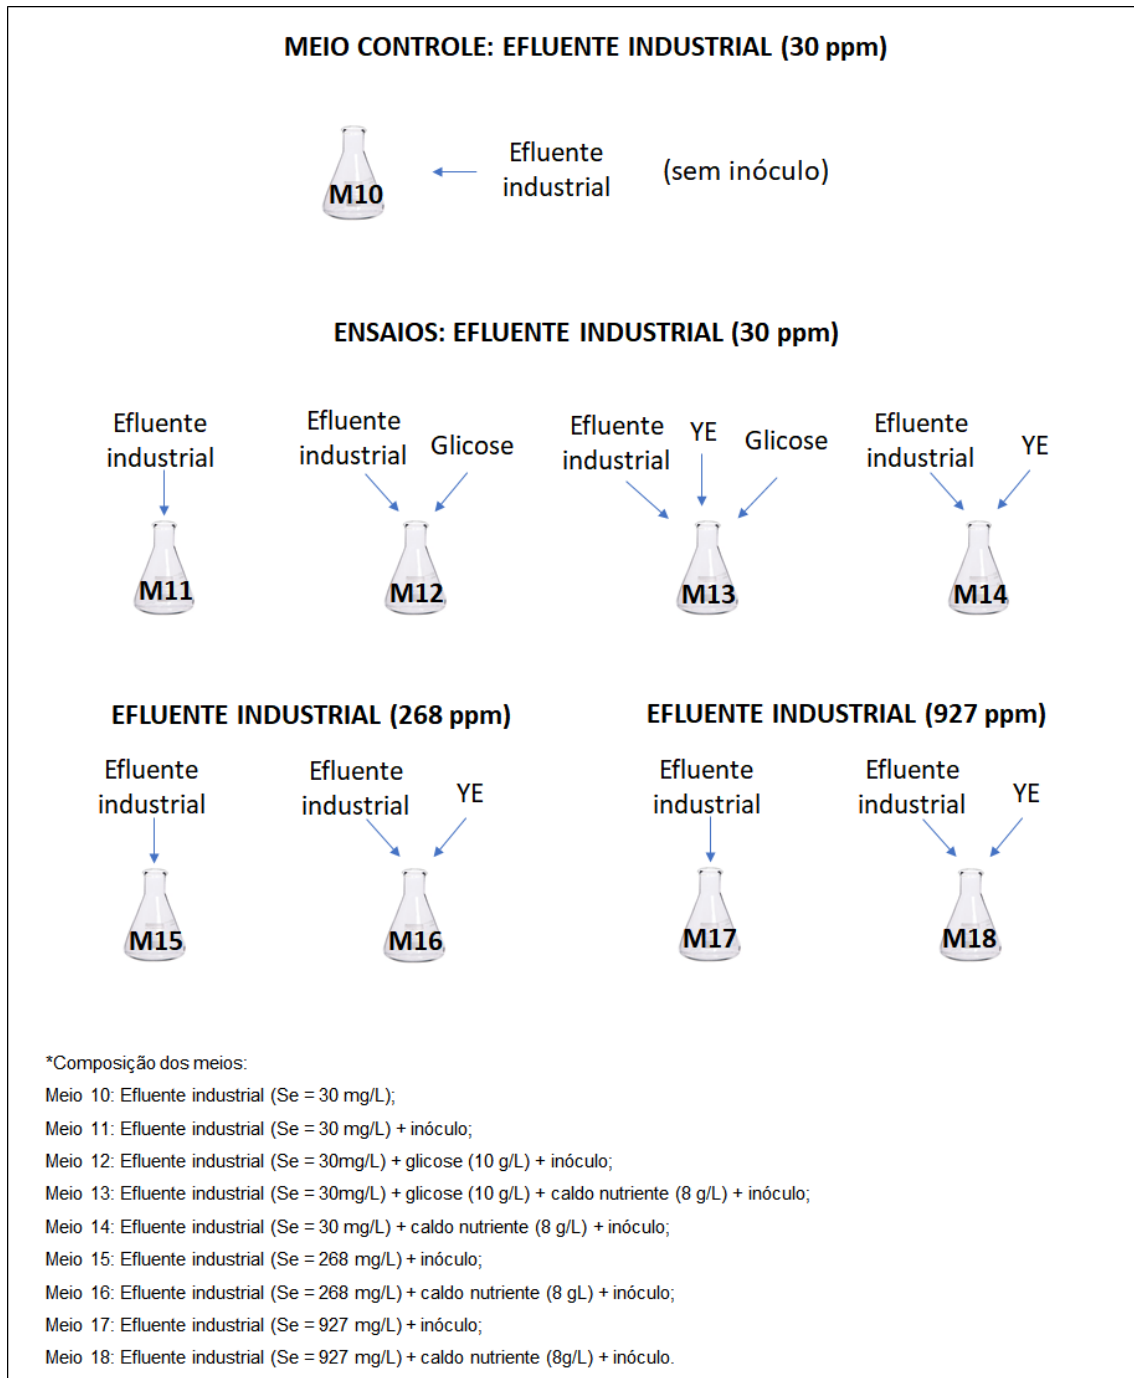 MEIO CONTROLE: EFLUENTE INDUSTRIAL (30 ppm)
Efluente
industrial
(sem inóculo)
M10
ENSAIOS: EFLUENTE INDUSTRIAL (30 ppm)
Efluente
industrial
Efluente
industrial
Glicose
Efluente
industrial
YE
Glicose
Efluente
industrial
YE
M11
M12
M13
M14
EFLUENTE INDUSTRIAL (268 ppm)
EFLUENTE INDUSTRIAL (927 ppm)
Efluente
industrial
Efluente
industrial
YE
Efluente
industrial
Efluente
industrial
YE
M15
M16
M17
M18
*Composição dos meios:
Meio 10: Efluente industrial (Se = 30 mg/L);
Meio 11: Efluente industrial (Se = 30 mg/L) + inóculo;
Meio 12: Efluente industrial (Se = 30mg/L) + glicose (10 g/L) + inóculo;
Meio 13: Efluente industrial (Se = 30mg/L) + glicose (10 g/L) + caldo nutriente (8 g/L) + inóculo;
Meio 14: Efluente industrial (Se = 30 mg/L) + caldo nutriente (8 g/L) + inóculo;
Meio 15: Efluente industrial (Se = 268 mg/L) + inóculo;
Meio 16: Efluente industrial (Se = 268 mg/L) + caldo nutriente (8 gL) + inóculo;
Meio 17: Efluente industrial (Se = 927 mg/L) + inóculo;
Meio 18: Efluente industrial (Se = 927 mg/L) + caldo nutriente (8g/L) + inóculo.